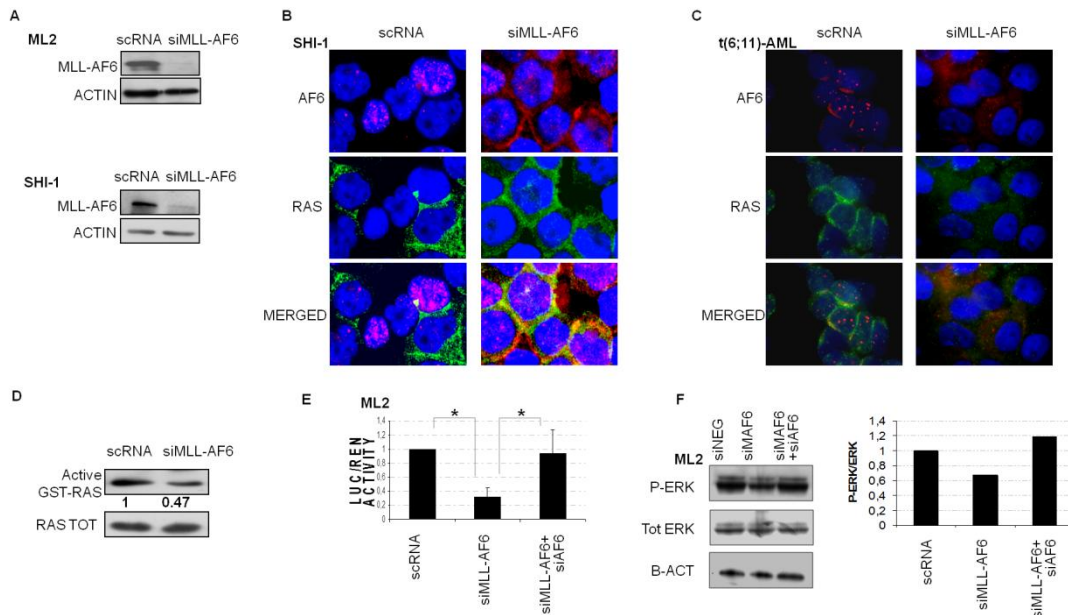 A
ML2
scRNA siMLL-AF6
MLL-AF6
ACTIN
SHI-1
scRNA siMLL-AF6
MLL-AF6
ACTIN
B
SHI-1
scRNA siMLL-AF6
AF6
RAS
MERGED
C
t(6;11)-AML
scRNA siMLL-AF6
AF6
RAS
MERGED
D
scRNA siMLL-AF6
Active
GST-RAS
1 0.47
RAS TOT
E
ML2
LUC/REN
ACTIVITY
1,4
1,2
1
0,8
0,6
0,4
0,2
0
* *
scRNA
siMLL-AF6
siMLL-AF6+
siAF6
F
ML2
siNEG
siMAF6
siMAF6
+siAF6
P-ERK
Tot ERK
B-ACT
P-ERK/ERK
1,4
1,2
1
0,8
0,6
0,4
0,2
0
scRNA
siMLL-AF6
siMLL-AF6+
siAF6